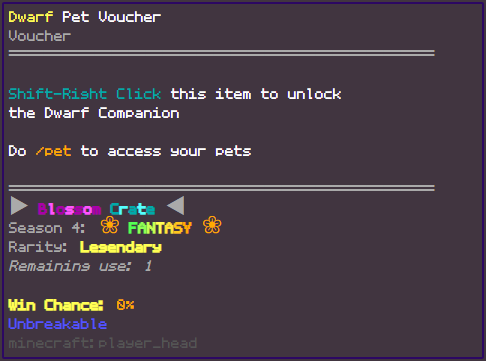 Dwarf Pet Voucher
Voucher
Shift-Right Click this item to unlock
the Dwarf Companion
Do /pet to access your pets
▶ Blossom Crate ◀
Season 4: ❀ FANTASY ❀
Rarity: Legendary
Remaining use: 1
Win Chance: 0%
Unbreakable
minecraft:player_head